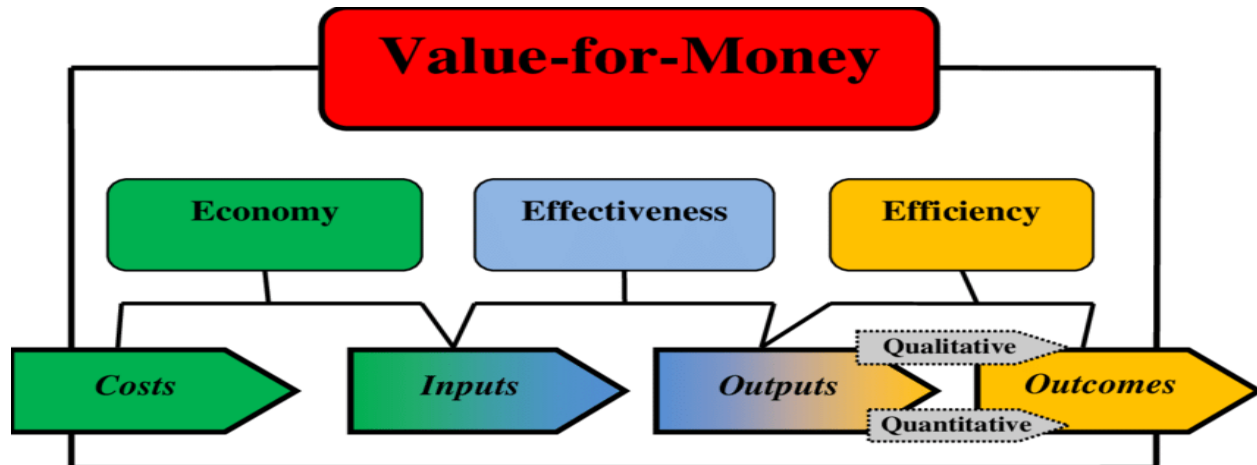 Value-for-Money
Economy
Effectiveness
Efficiency
Qualitative
Costs
Inputs
Outputs
Outcomes
Quantitative